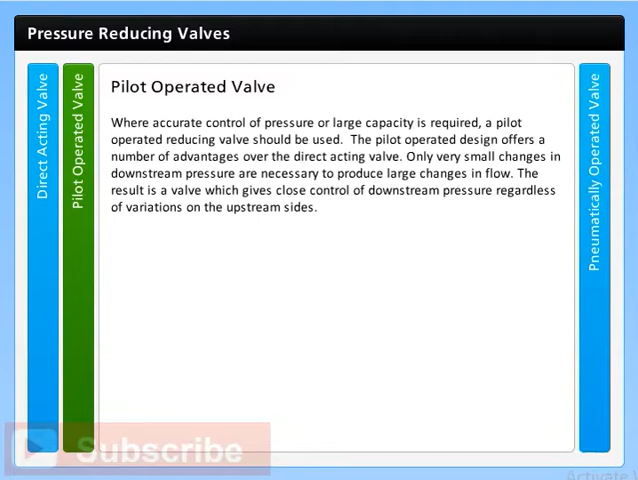 Pressure Reducing Valves
Direct Acting Valve
Pilot Operated Valve
Pilot Operated Valve
Where accurate control of pressure or large capacity is required, a pilot
operated reducing valve should be used.  The pilot operated design offers a
number of advantages over the direct acting valve. Only very small changes in
downstream pressure are necessary to produce large changes in flow. The
result is a valve which gives close control of downstream pressure regardless
of variations on the upstream sides.
Pneumatically Operated Valve
Subscribe
Activate